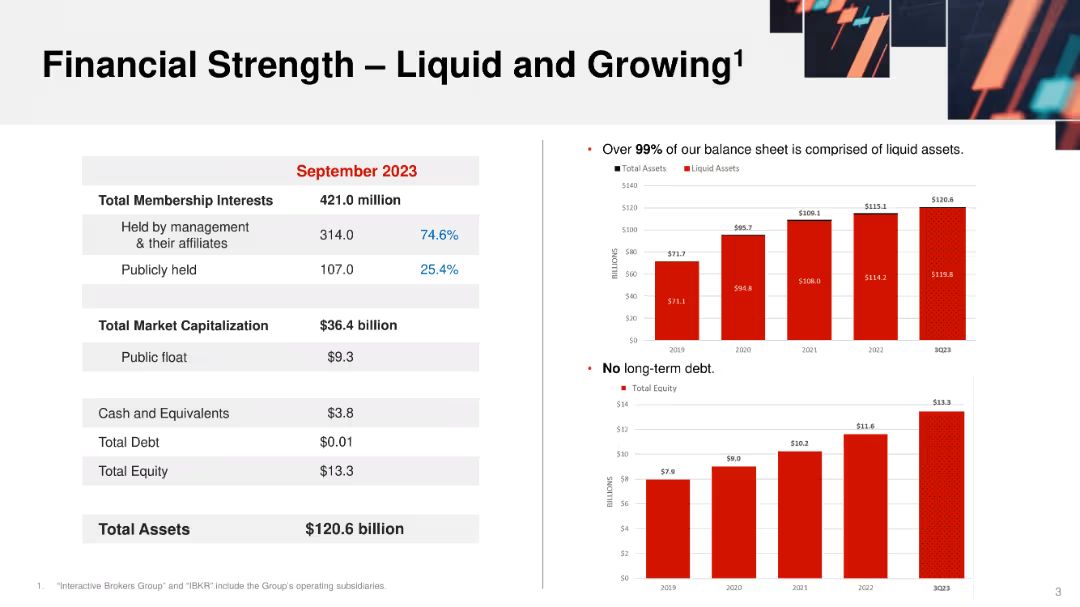 Financial Strength – Liquid and Growing1
September 2023
Total Membership Interests 421.0 million
Held by management
& their affiliates 314.0 74.6%
Publicly held 107.0 25.4%
Total Market Capitalization $36.4 billion
Public float $9.3
Cash and Equivalents $3.8
Total Debt $0.01
Total Equity $13.3
Total Assets $120.6 billion
• Over 99% of our balance sheet is comprised of liquid assets.
Total Assets Liquid Assets
BILLIONS
$140
$120
$100
$80
$60
$40
$20
$0
$71.7 $95.7 $109.1 $115.1 $120.6
$71.1 $94.8 $108.0 $114.2 $119.8
2019 2020 2021 2022 3Q23
• No long-term debt.
Total Equity
BILLIONS
$14
$12
$10
$8
$6
$4
$2
$0
$7.9 $9.0 $10.2 $11.6 $13.3
2019 2020 2021 2022 3Q23
1. "Interactive Brokers Group" and "IBKR" include the Group's operating subsidiaries.
3